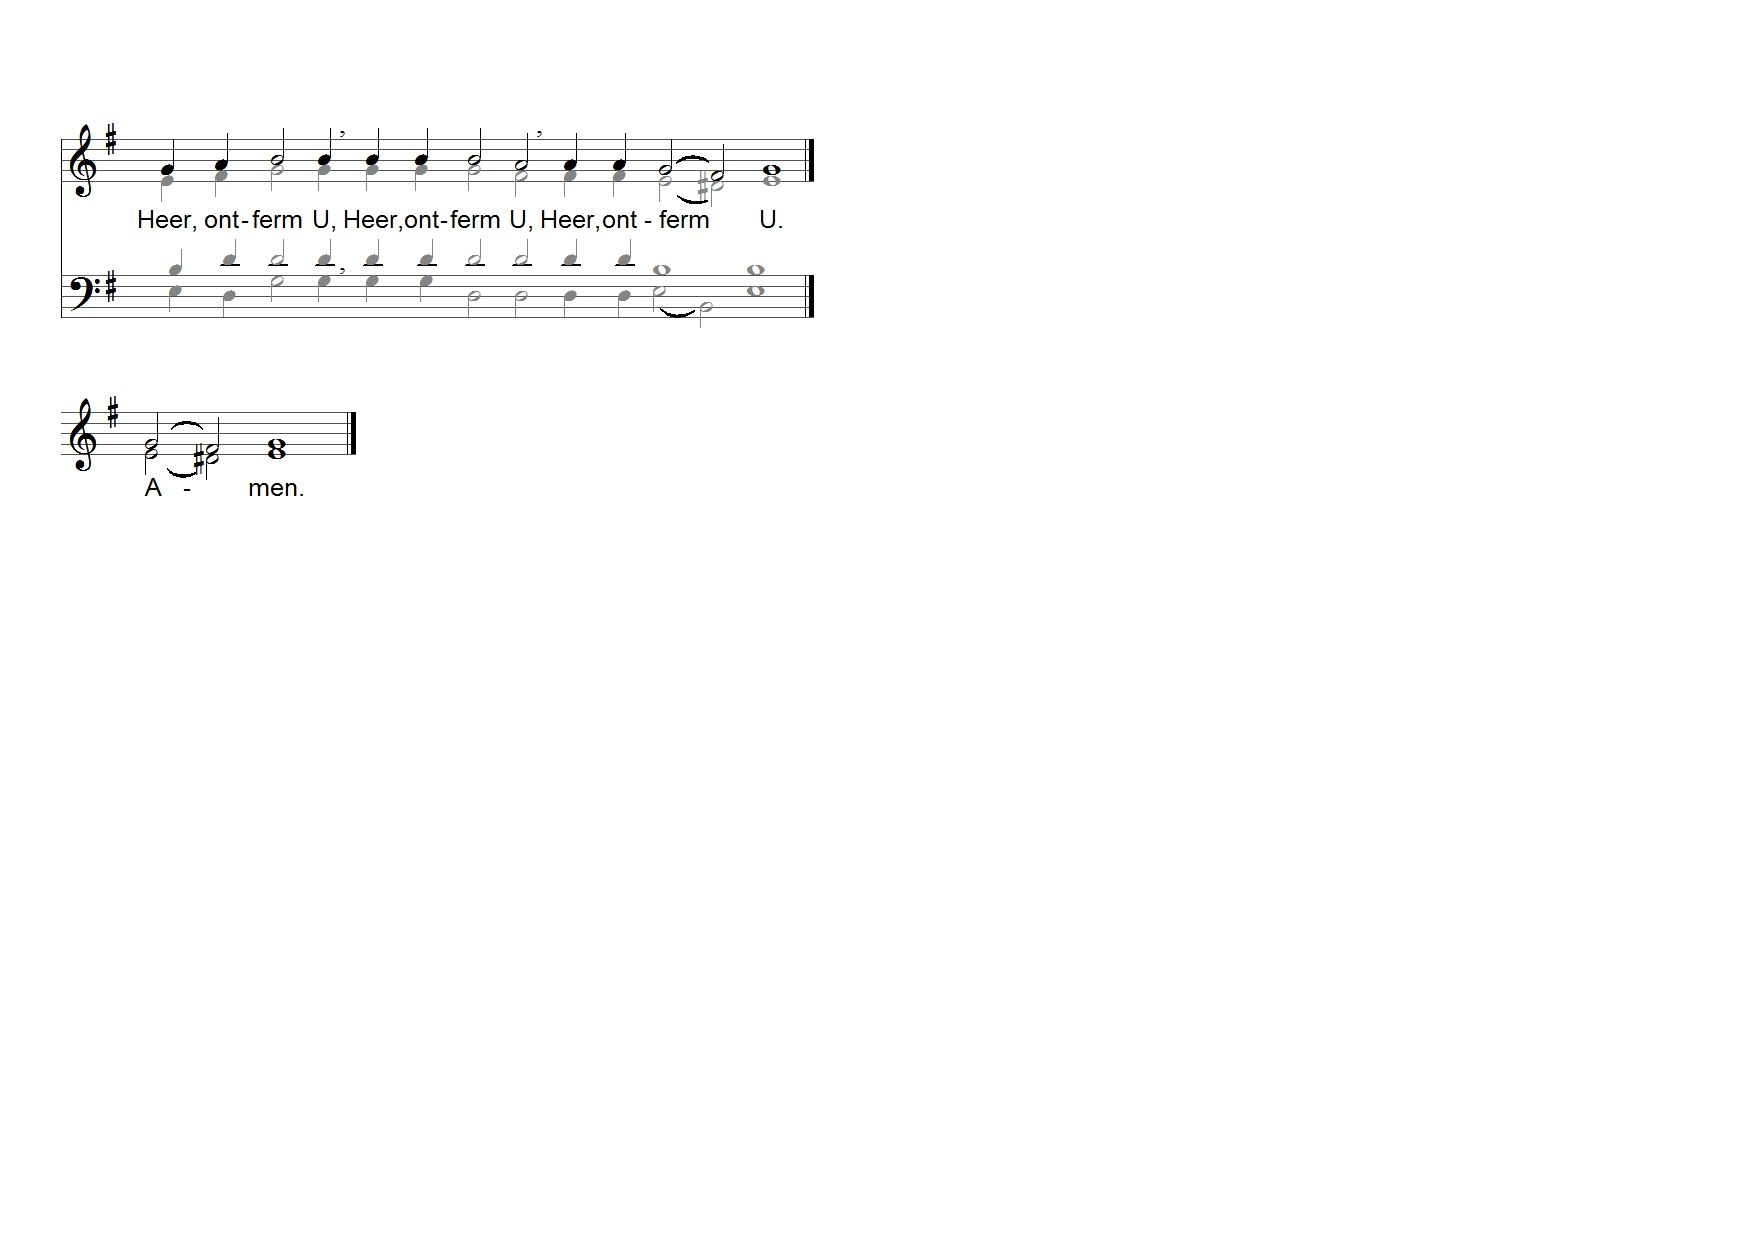 Heer, ont-ferm U, Heer,ont-ferm U, Heer,ont - ferm U.
A - men.